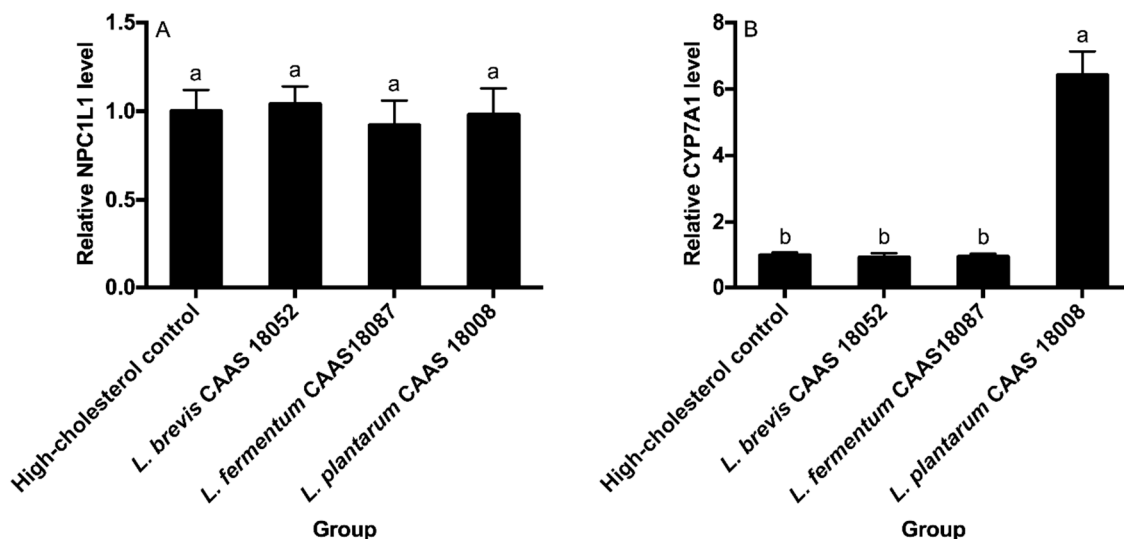 A
Relative NPC1L1 level
1.5
1.0
0.5
0.0
a
a
a
a
High-cholesterol control
L. brevis CAAS 18052
L. fermentum CAAS18087
L. plantarum CAAS 18008
Group
B
Relative CYP7A1 level
8
6
4
2
0
b
b
b
a
High-cholesterol control
L. brevis CAAS 18052
L. fermentum CAAS18087
L. plantarum CAAS 18008
Group